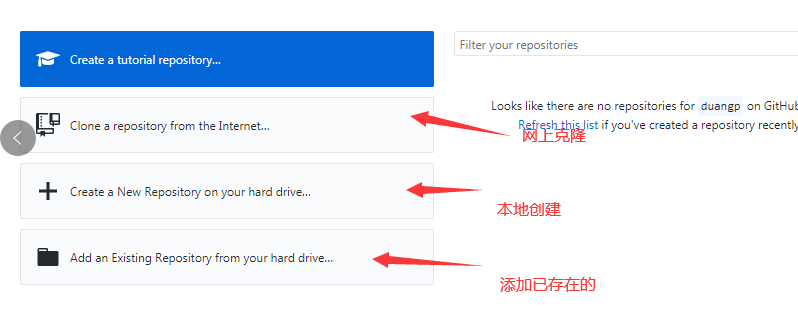 Create a tutorial repository...
Clone a repository from the Internet...
Create a New Repository on your hard drive...
Add an Existing Repository from your hard drive...
Filter your repositories
Looks like there are no repositories for duangp on GitHub
Refresh this list if you've created a repository recently
网上克隆
本地创建
添加已存在的